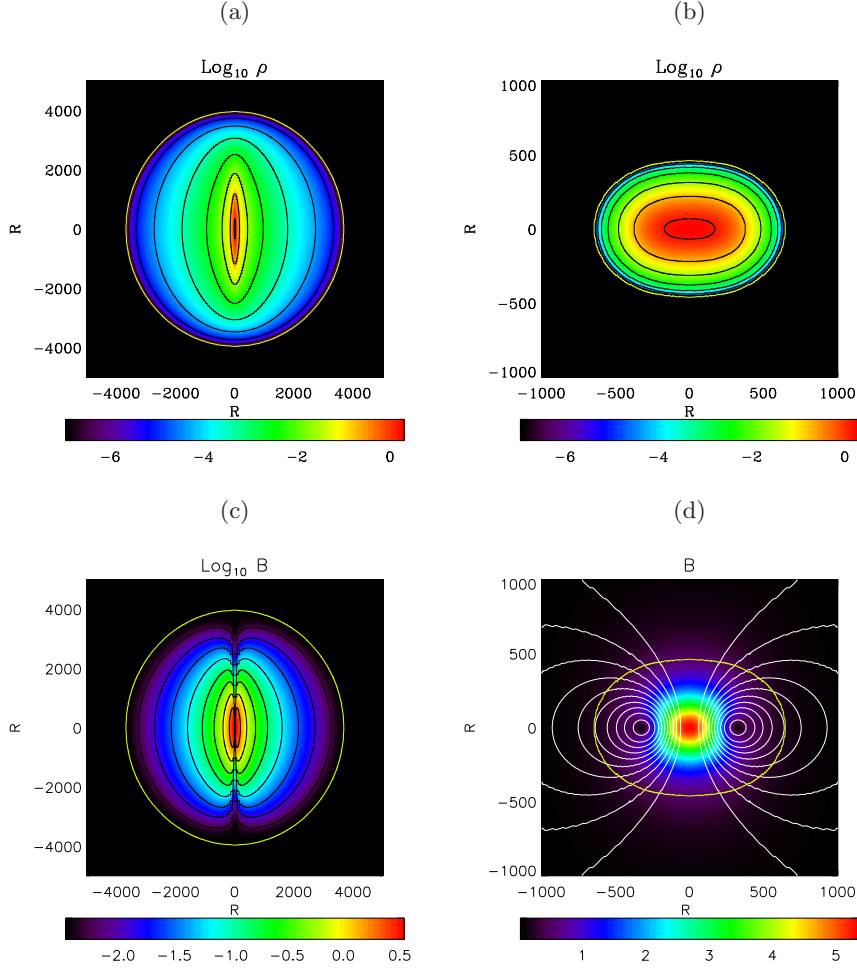 (a)
(b)
Log₁₀ ρ
Log₁₀ ρ
4000
2000
0
−2000
−4000
R
−4000 −2000 0 2000 4000
R
−6 −4 −2 0
1000
500
0
−500
−1000
R
−1000 −500 0 500 1000
R
−6 −4 −2 0
(c)
(d)
Log₁₀ B
B
4000
2000
0
−2000
−4000
R
−4000 −2000 0 2000 4000
R
−2.0 −1.5 −1.0 −0.5 0.0 0.5
1000
500
0
−500
−1000
R
−1000 −500 0 500 1000
R
1 2 3 4 5